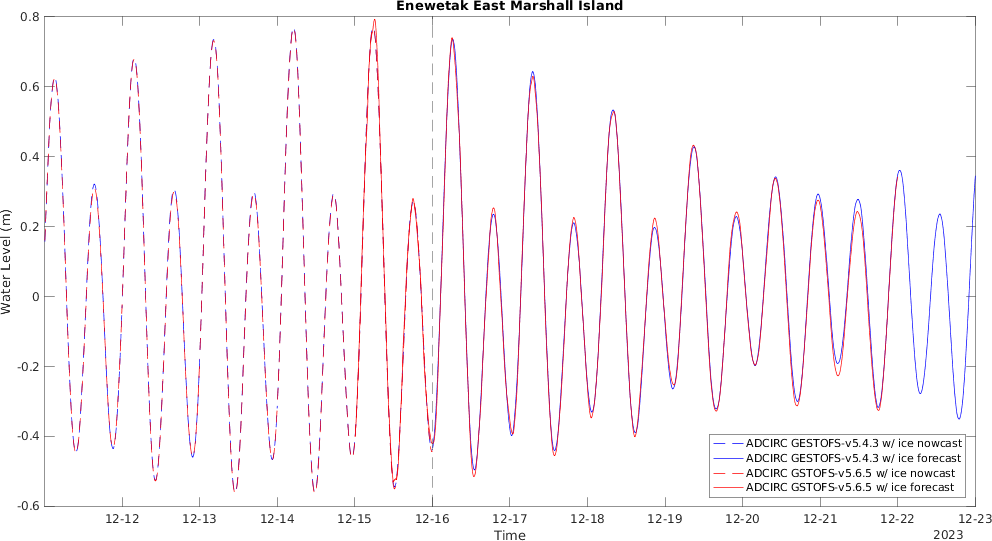 Enewetak East Marshall Island
0.8
0.6
0.4
0.2
0
-0.2
-0.4
-0.6
Water Level (m)
ADCIRC GESTOFS-v5.4.3 w/ ice nowcast
ADCIRC GESTOFS-v5.4.3 w/ ice forecast
ADCIRC GSTOFS-v5.6.5 w/ ice nowcast
ADCIRC GSTOFS-v5.6.5 w/ ice forecast
12-12 12-13 12-14 12-15 12-16 12-17 12-18 12-19 12-20 12-21 12-22 12-23
Time
2023